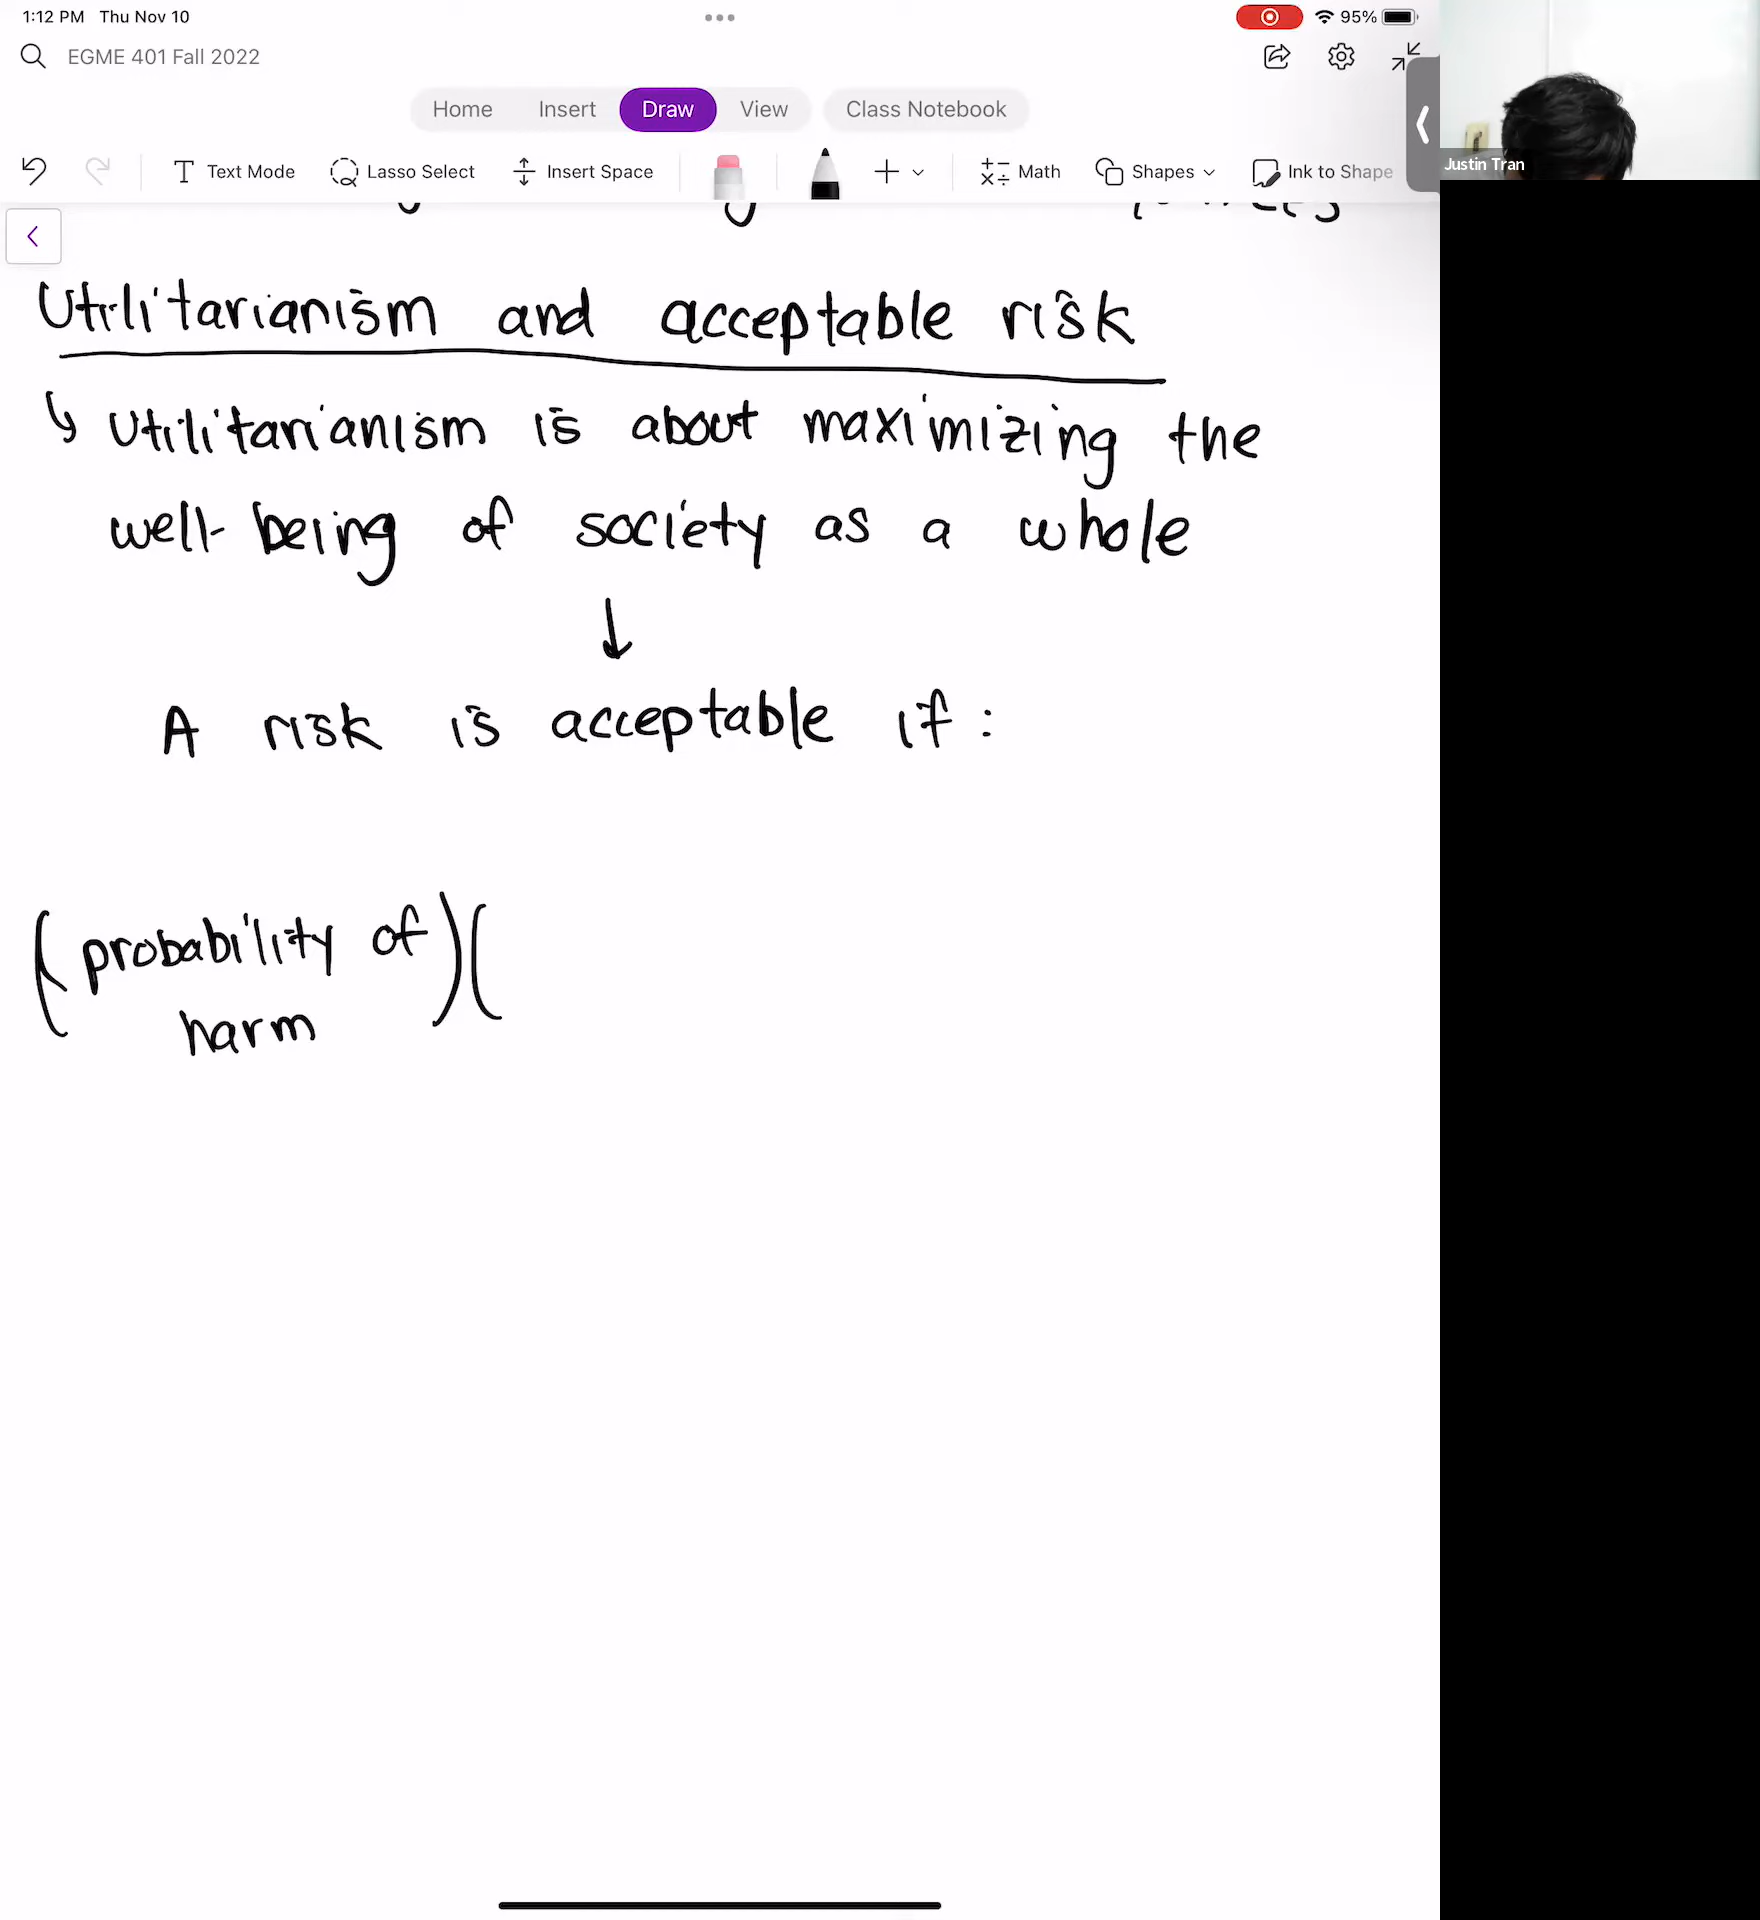 1:12 PM Thu Nov 10
95%
EGME 401 Fall 2022
Home Insert Draw View Class Notebook
Text Mode Lasso Select Insert Space Math Shapes Ink to Shape
Justin Tran
Utilitarianism and acceptable risk
↳ Utilitarianism is about maximizing the
well-being of society as a whole
↓
A risk is acceptable if:
(probability of)(
harm